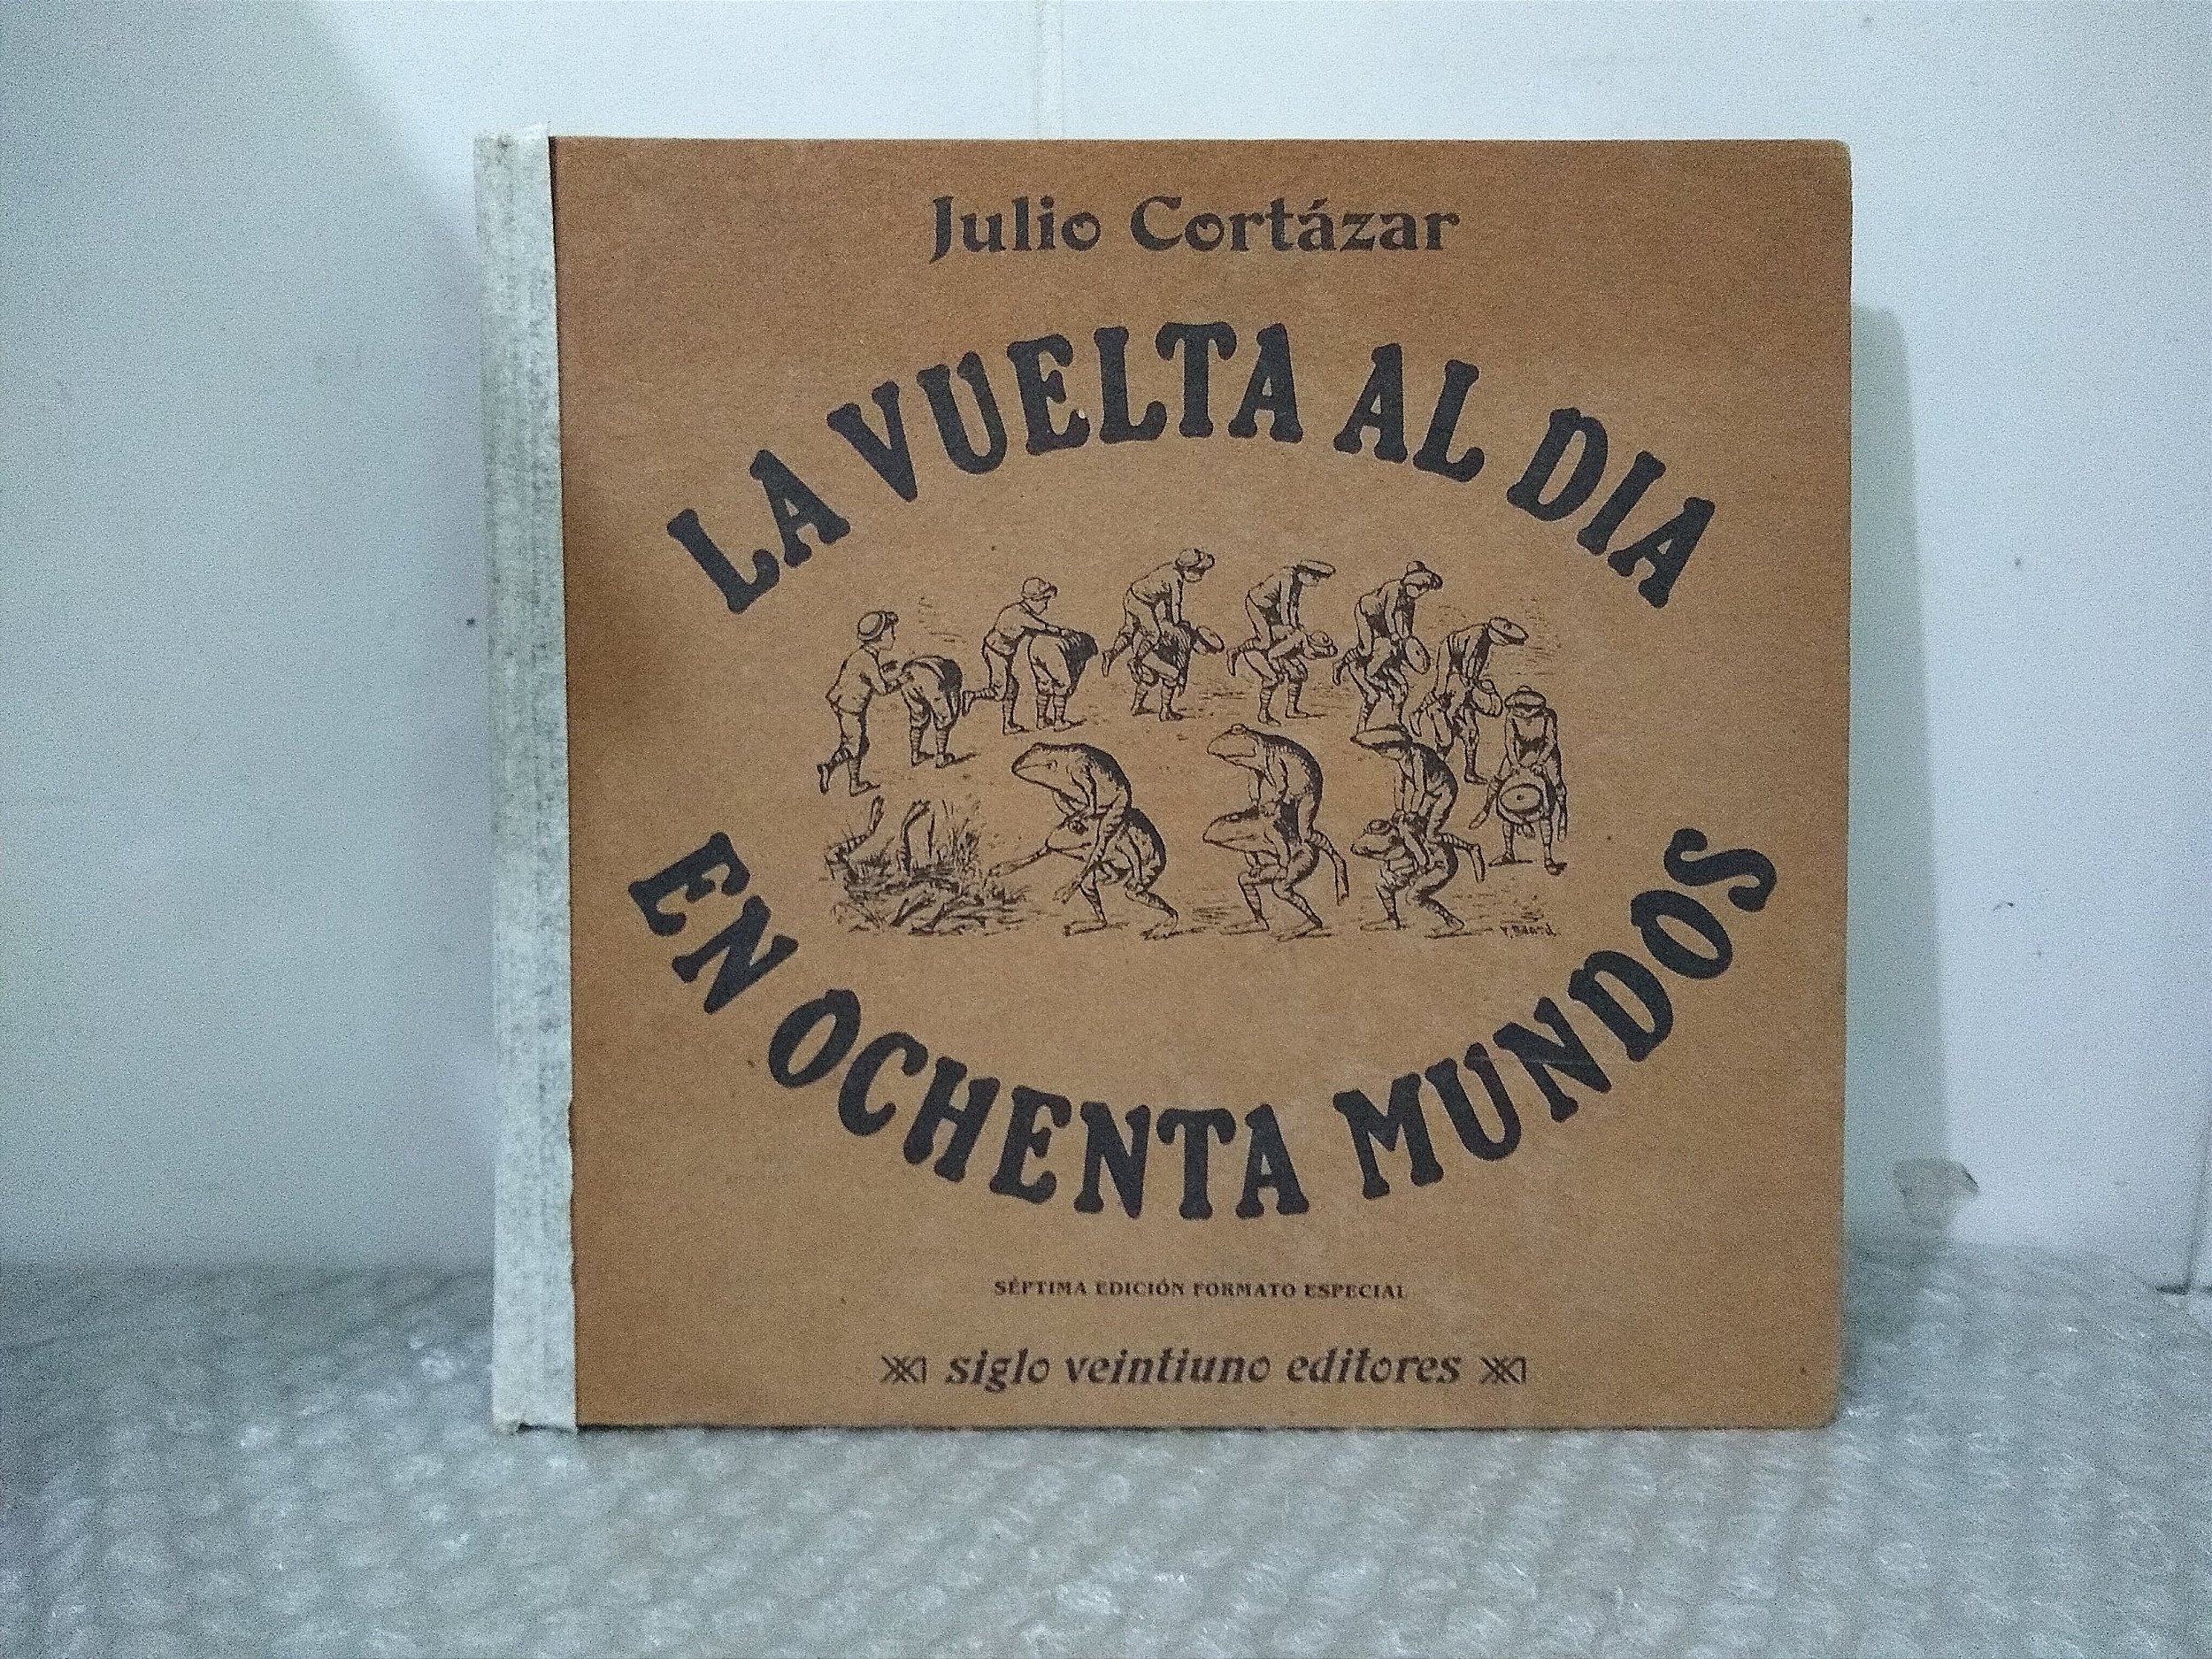 Julio Cortázar
LA VUELTA AL DIA
EN OCHENTA MUNDOS
SÉPTIMA EDICIÓN FORMATO ESPECIAL
siglo veintiuno editores